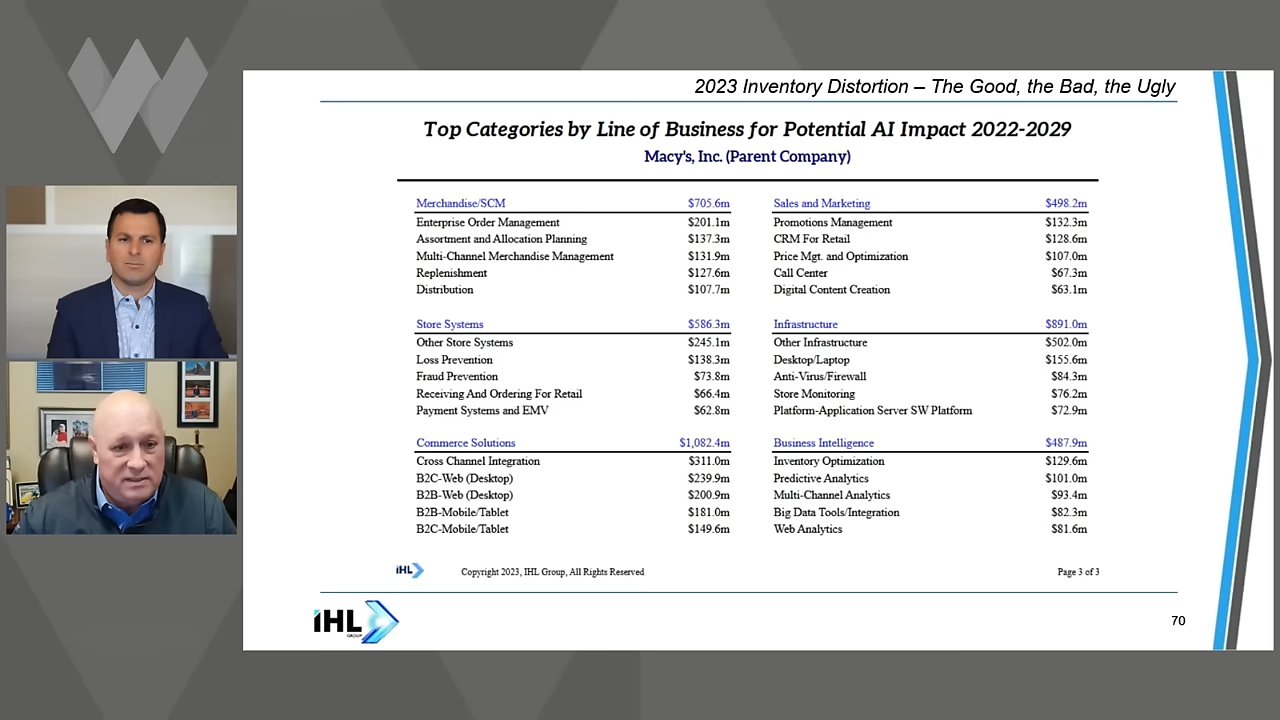 2023 Inventory Distortion – The Good, the Bad, the Ugly
Top Categories by Line of Business for Potential AI Impact 2022-2029
Macy's, Inc. (Parent Company)
Merchandise/SCM $705.6m
Enterprise Order Management $201.1m
Assortment and Allocation Planning $137.3m
Multi-Channel Merchandise Management $131.9m
Replenishment $127.6m
Distribution $107.7m
Sales and Marketing $498.2m
Promotions Management $132.3m
CRM For Retail $128.6m
Price Mgt. and Optimization $107.0m
Call Center $67.3m
Digital Content Creation $63.1m
Store Systems $586.3m
Other Store Systems $245.1m
Loss Prevention $138.3m
Fraud Prevention $73.8m
Receiving And Ordering For Retail $66.4m
Payment Systems and EMV $62.8m
Infrastructure $891.0m
Other Infrastructure $502.0m
Desktop/Laptop $155.6m
Anti-Virus/Firewall $84.3m
Store Monitoring $76.2m
Platform-Application Server SW Platform $72.9m
Commerce Solutions $1,082.4m
Cross Channel Integration $311.0m
B2C-Web (Desktop) $239.9m
B2B-Web (Desktop) $200.9m
B2B-Mobile/Tablet $181.0m
B2C-Mobile/Tablet $149.6m
Business Intelligence $487.9m
Inventory Optimization $129.6m
Predictive Analytics $101.0m
Multi-Channel Analytics $93.4m
Big Data Tools/Integration $82.3m
Web Analytics $81.6m
IHL Copyright 2023, IHL Group, All Rights Reserved Page 3 of 3
IHL
GROUP
70